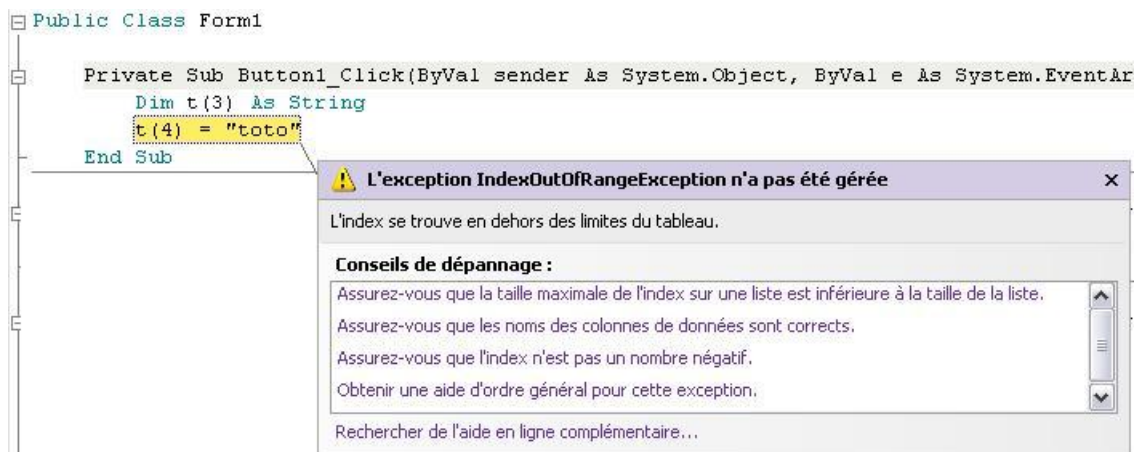 Public Class Form1
Private Sub Button1_Click(ByVal sender As System.Object, ByVal e As System.EventAr
Dim t(3) As String
t(4) = "toto"
End Sub
L'exception IndexOutOfRangeException n'a pas été gérée
L'index se trouve en dehors des limites du tableau.
Conseils de dépannage :
Assurez-vous que la taille maximale de l'index sur une liste est inférieure à la taille de la liste.
Assurez-vous que les noms des colonnes de données sont corrects.
Assurez-vous que l'index n'est pas un nombre négatif.
Obtenir une aide d'ordre général pour cette exception.
Rechercher de l'aide en ligne complémentaire...